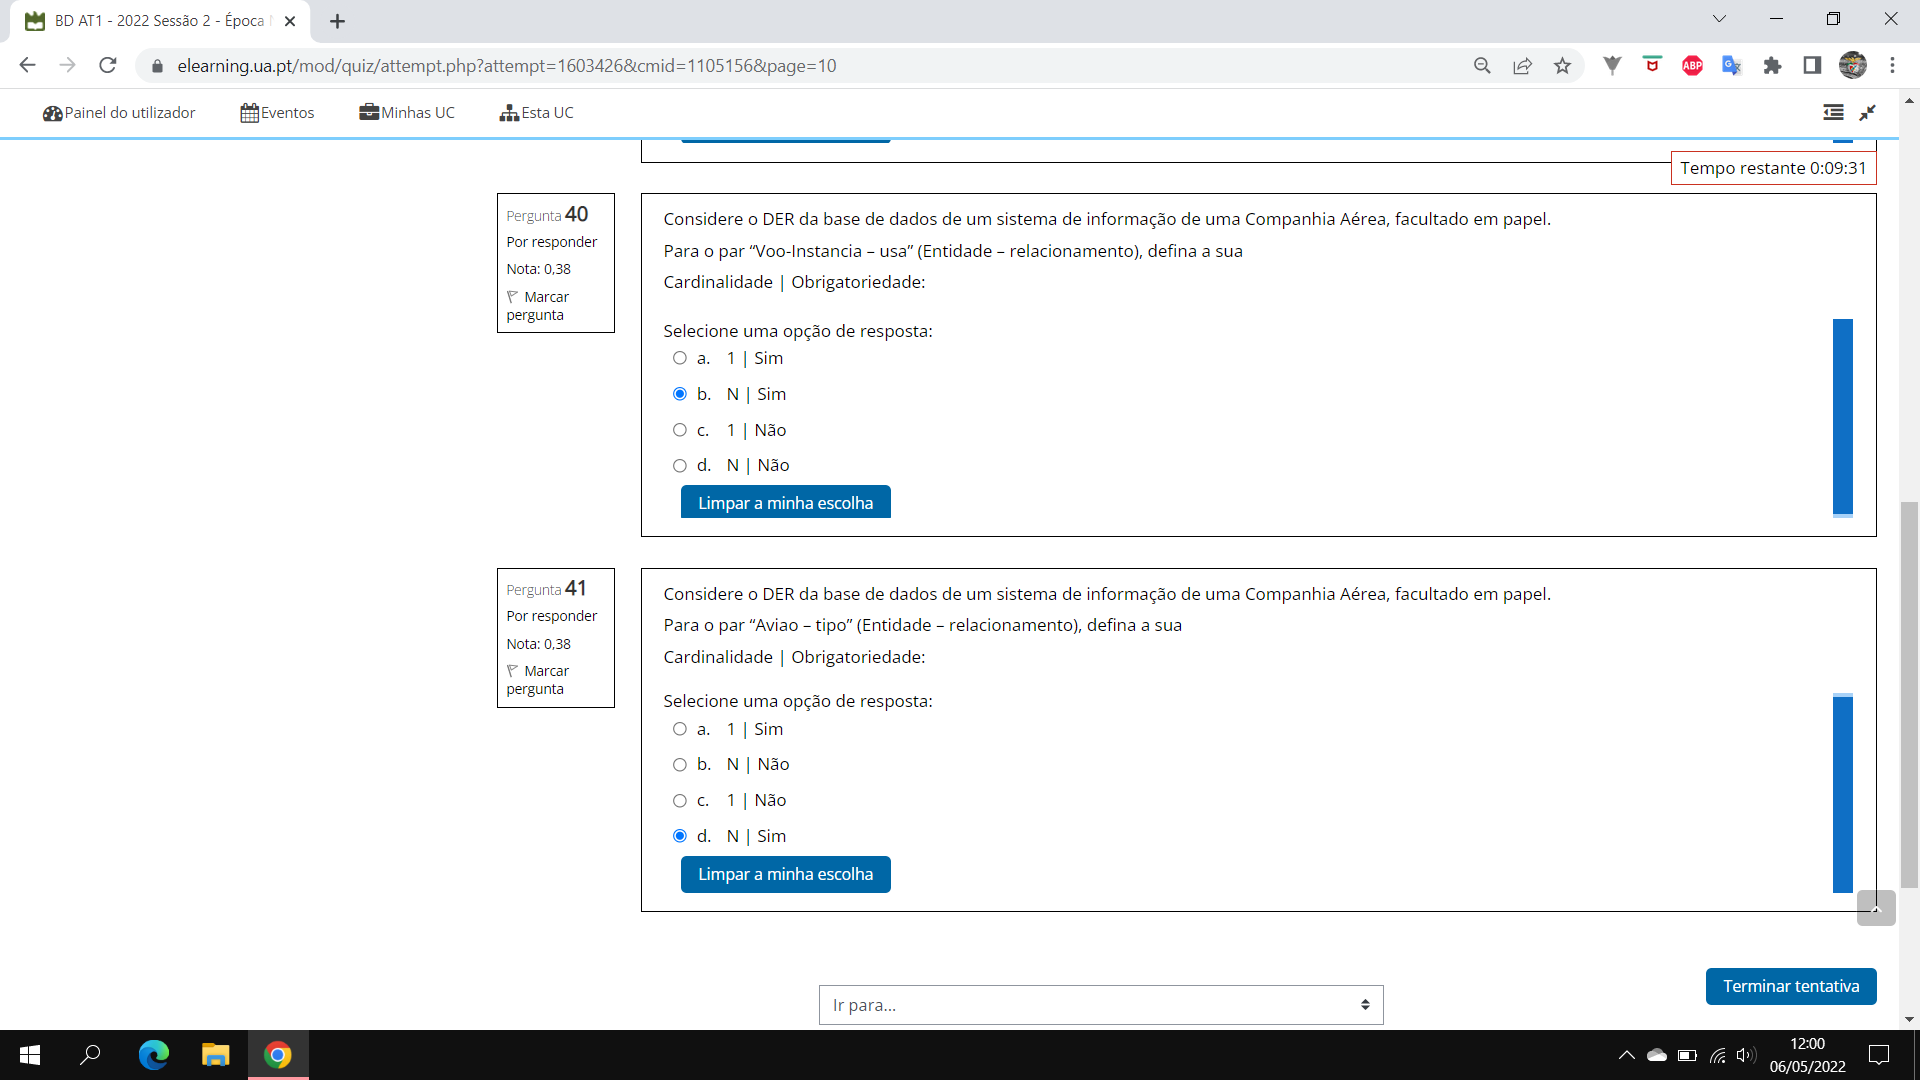 BD AT1 - 2022 Sessão 2 - Época
elearning.ua.pt/mod/quiz/attempt.php?attempt=1603426&cmid=1105156&page=10
ABP
Painel do utilizador
Eventos
Minhas UC
Esta UC
Tempo restante 0:09:31
Pergunta 40
Por responder
Nota: 0,38
Marcar
pergunta
Considere o DER da base de dados de um sistema de informação de uma Companhia Aérea, facultado em papel.
Para o par “Voo-Instancia – usa” (Entidade – relacionamento), defina a sua
Cardinalidade | Obrigatoriedade:
Selecione uma opção de resposta:
a. 1 | Sim
b. N | Sim
c. 1 | Não
d. N | Não
Limpar a minha escolha
Pergunta 41
Por responder
Nota: 0,38
Marcar
pergunta
Considere o DER da base de dados de um sistema de informação de uma Companhia Aérea, facultado em papel.
Para o par “Aviao – tipo” (Entidade – relacionamento), defina a sua
Cardinalidade | Obrigatoriedade:
Selecione uma opção de resposta:
a. 1 | Sim
b. N | Não
c. 1 | Não
d. N | Sim
Limpar a minha escolha
Terminar tentativa
Ir para...
12:00
06/05/2022